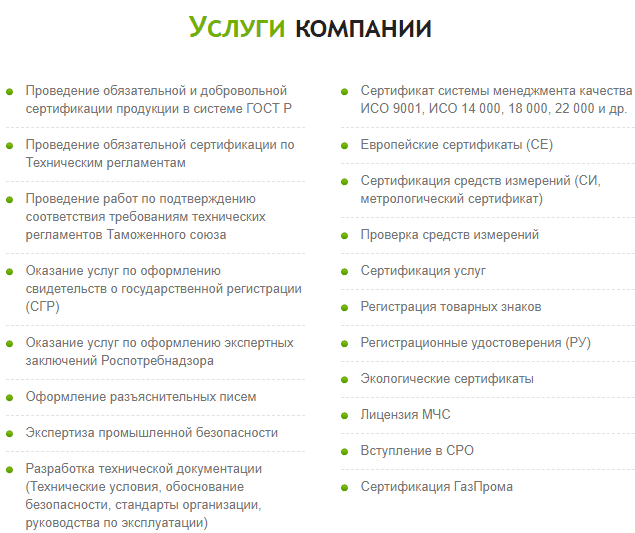 Услуги компании
Проведение обязательной и добровольной
сертификации продукции в системе ГОСТ Р
Проведение обязательной сертификации по
Техническим регламентам
Проведение работ по подтверждению
соответствия требованиям технических
регламентов Таможенного союза
Оказание услуг по оформлению
свидетельств о государственной регистрации
(СГР)
Оказание услуг по оформлению экспертных
заключений Роспотребнадзора
Оформление разъяснительных писем
Экспертиза промышленной безопасности
Разработка технической документации
(Технические условия, обоснование
безопасности, стандарты организации,
руководства по эксплуатации)
Сертификат системы менеджмента качества
ИСО 9001, ИСО 14 000, 18 000, 22 000 и др.
Европейские сертификаты (CE)
Сертификация средств измерений (СИ,
метрологический сертификат)
Проверка средств измерений
Сертификация услуг
Регистрация товарных знаков
Регистрационные удостоверения (РУ)
Экологические сертификаты
Лицензия МЧС
Вступление в СРО
Сертификация ГазПрома